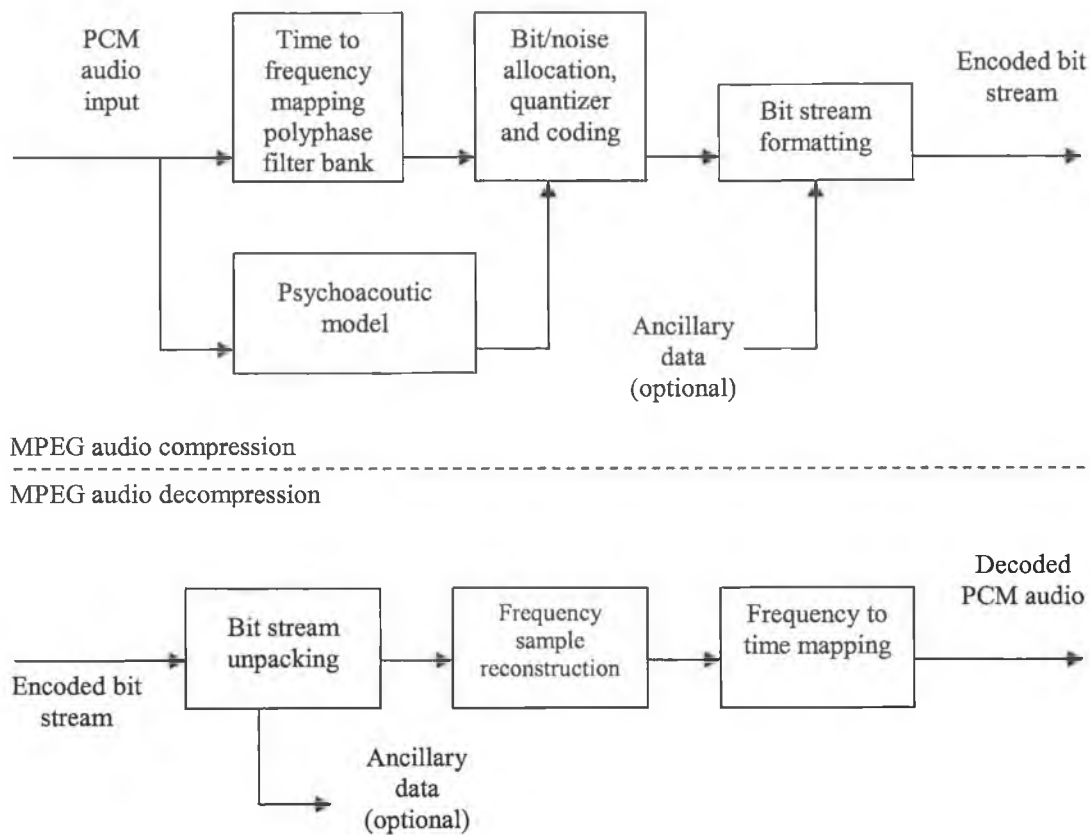 PCM
audio
input
Time to
frequency
mapping
polyphase
filter bank
Bit/noise
allocation,
quantizer
and coding
Bit stream
formatting
Encoded bit
stream
Psychoacoutic
model
Ancillary
data
(optional)
MPEG audio compression
MPEG audio decompression
Encoded bit
stream
Bit stream
unpacking
Frequency
sample
reconstruction
Frequency to
time mapping
Decoded
PCM audio
Ancillary
data
(optional)